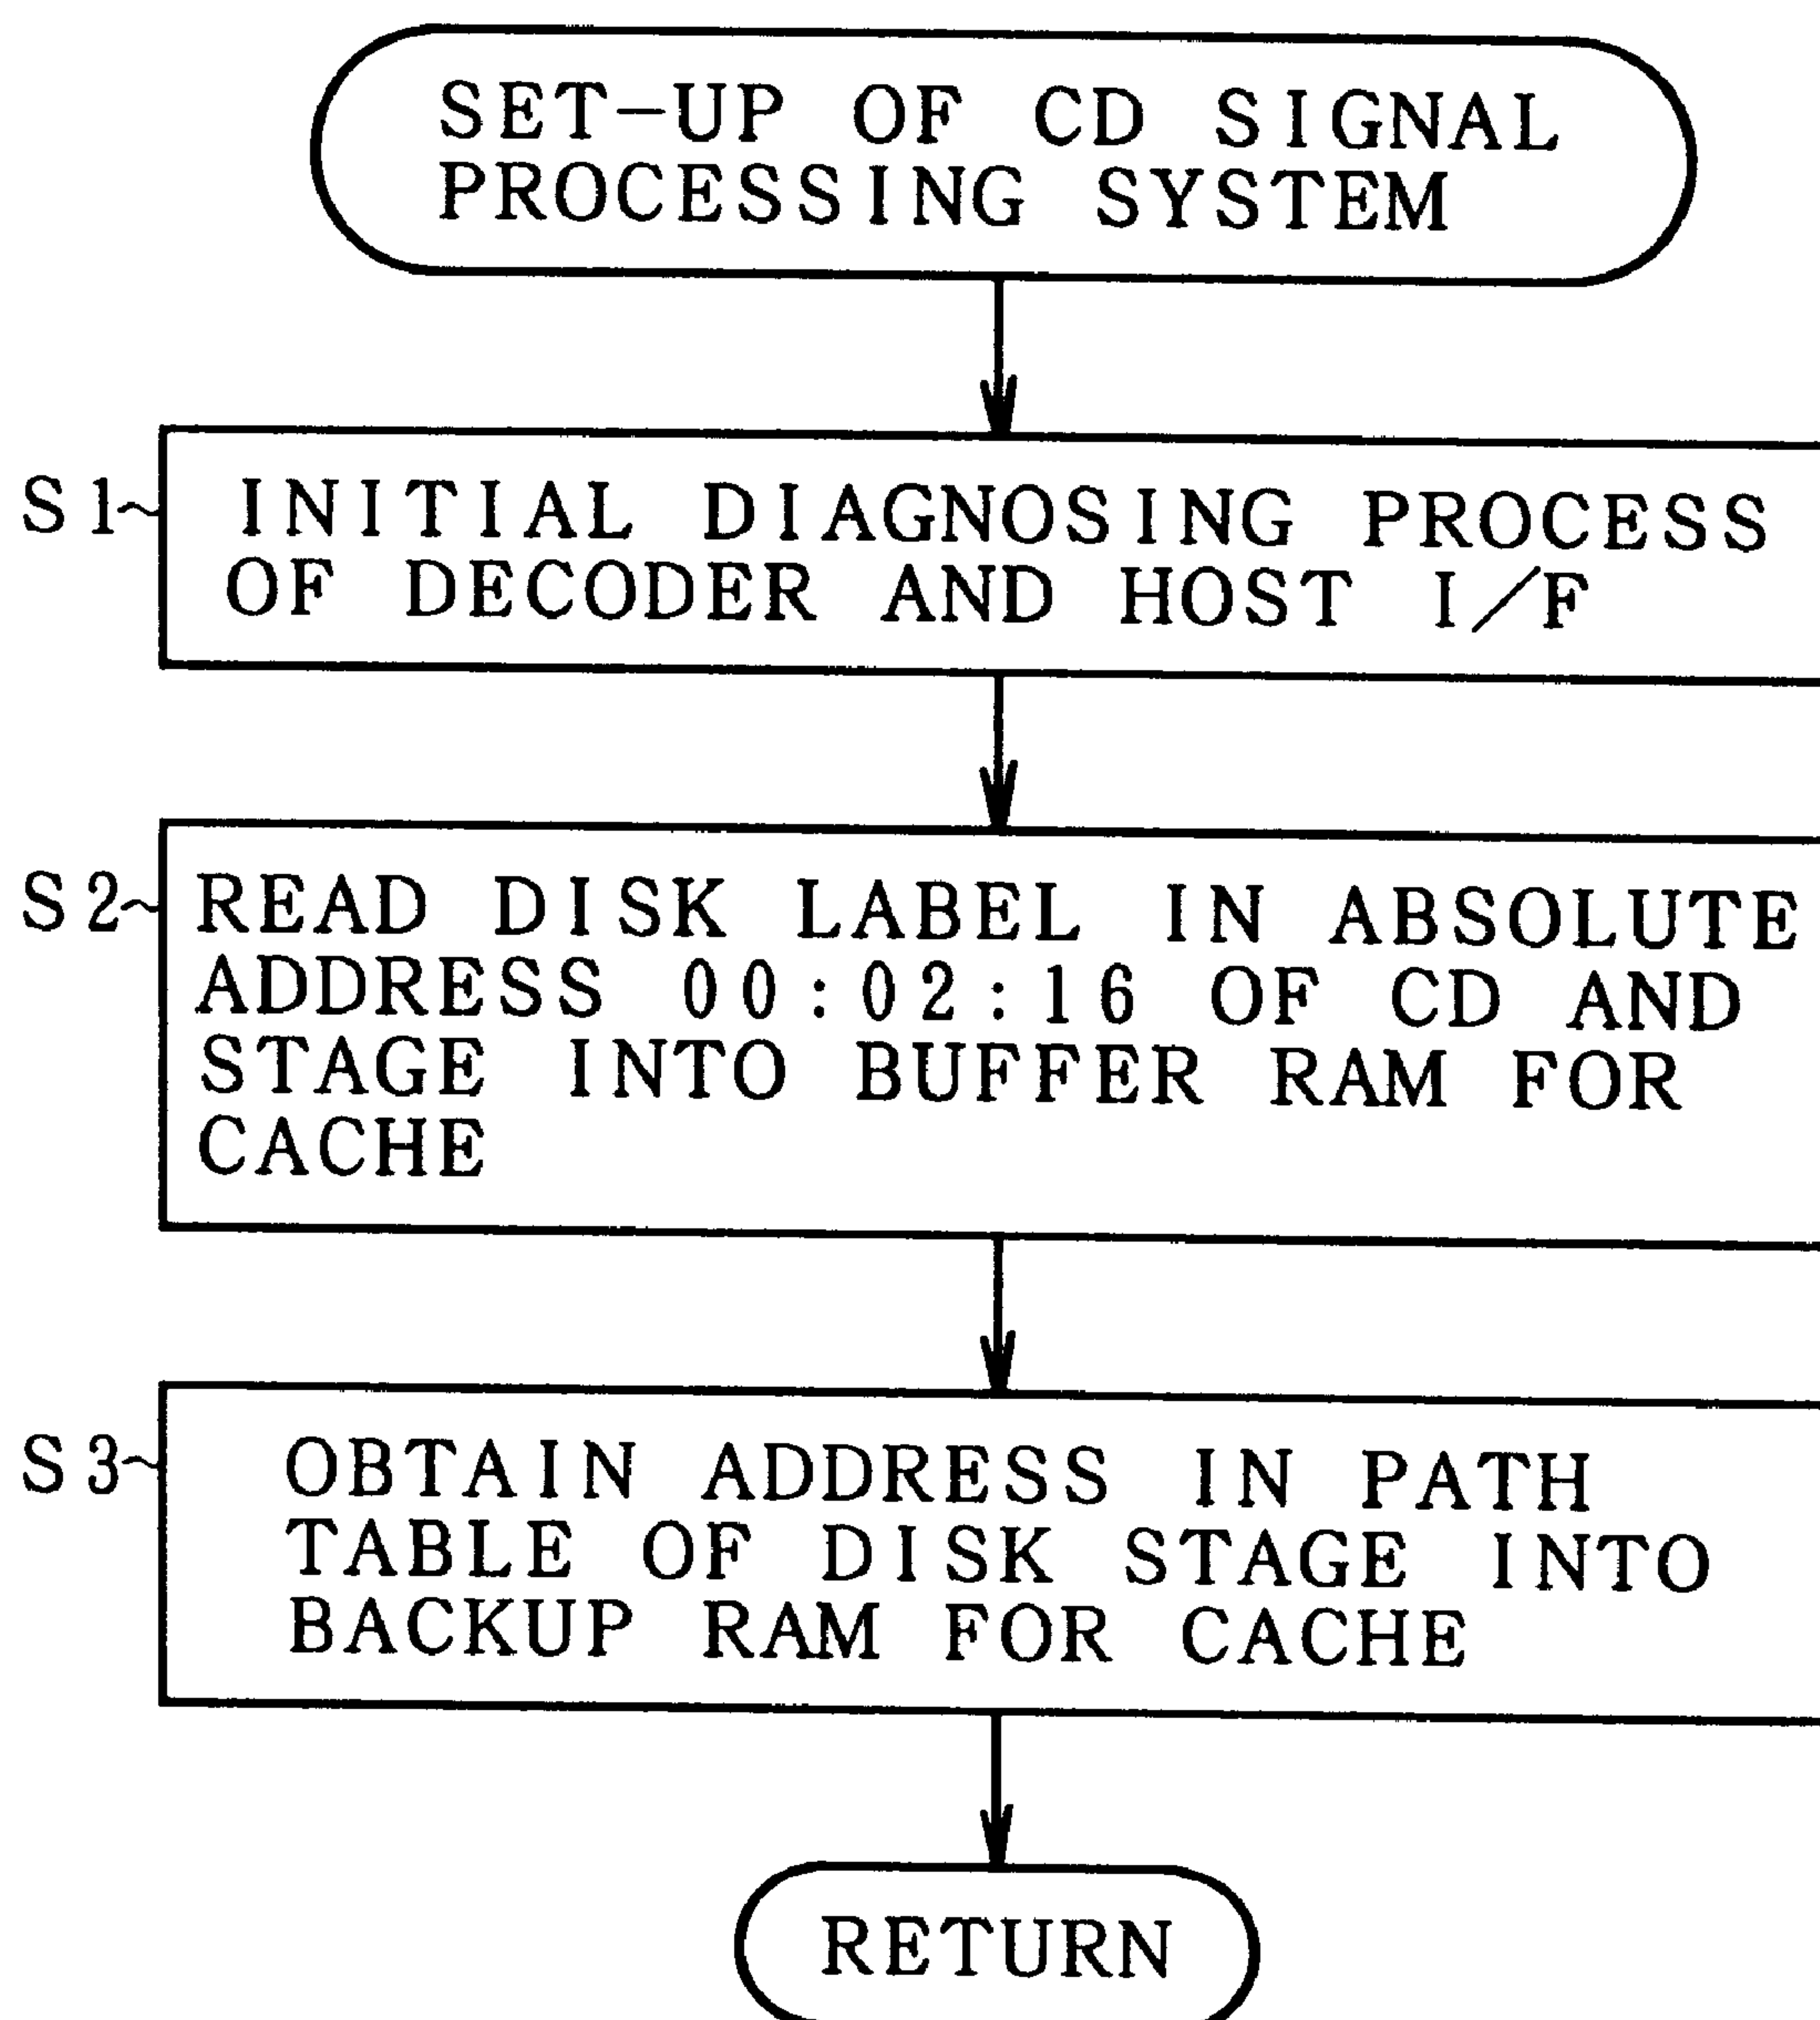 SET-UP OF CD SIGNAL
PROCESSING SYSTEM
S1
INITIAL DIAGNOSING PROCESS
OF DECODER AND HOST I/F
S2
READ DISK LABEL IN ABSOLUTE
ADDRESS 00:02:16 OF CD AND
STAGE INTO BUFFER RAM FOR
CACHE
S3
OBTAIN ADDRESS IN PATH
TABLE OF DISK STAGE INTO
BACKUP RAM FOR CACHE
RETURN